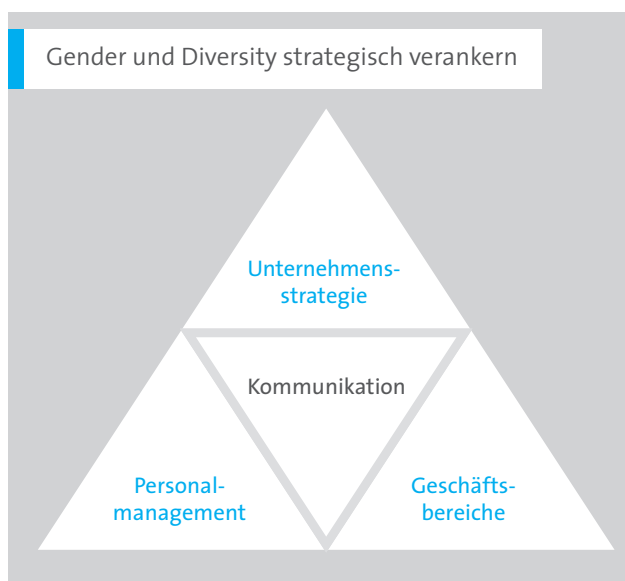 Gender und Diversity strategisch verankern
Unternehmens-
strategie
Kommunikation
Personal-
management
Geschäfts-
bereiche